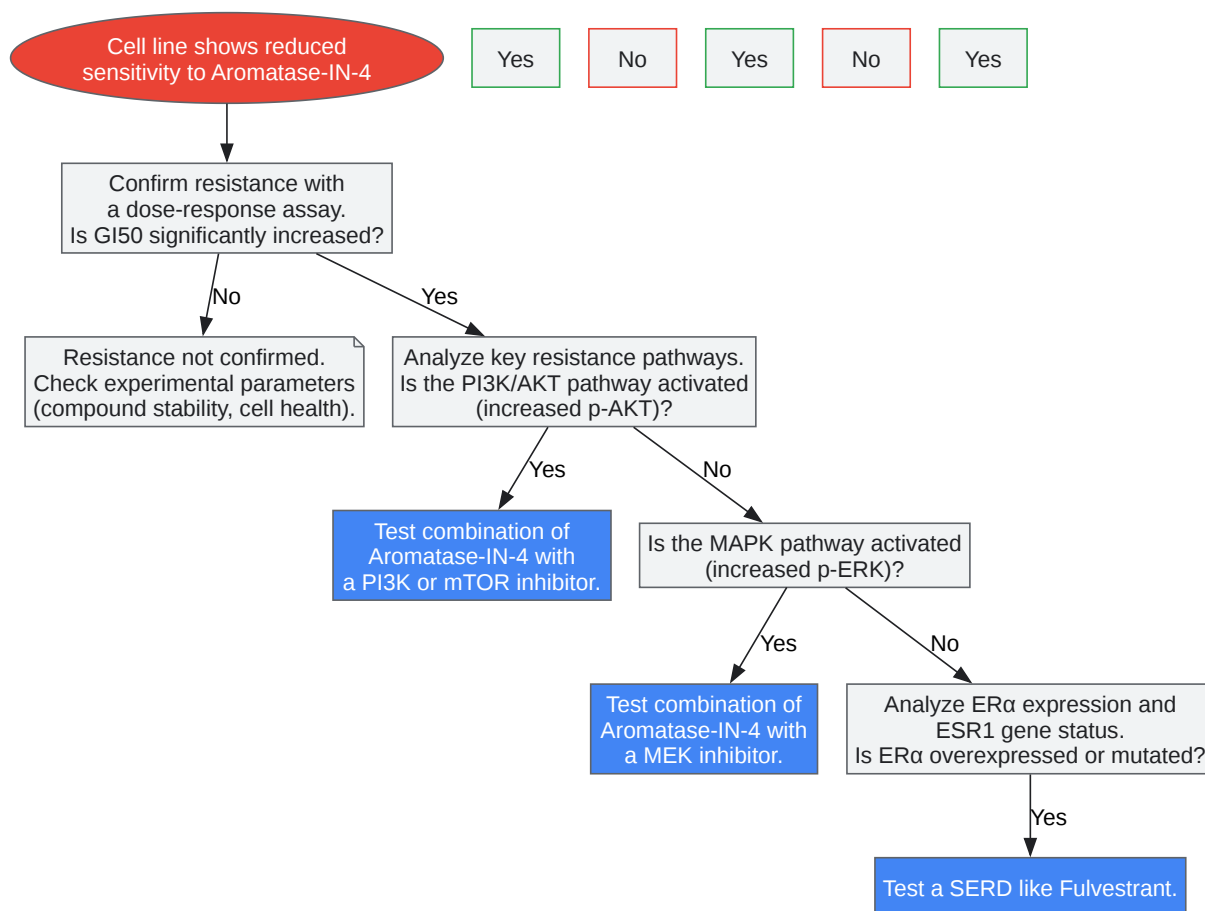 Cell line shows reduced
sensitivity to Aromatase-IN-4
Yes
No
Yes
No
Yes
Confirm resistance with
a dose-response assay.
Is GI50 significantly increased?
No
Yes
Resistance not confirmed.
Check experimental parameters
(compound stability, cell health).
Analyze key resistance pathways.
Is the PI3K/AKT pathway activated
(increased p-AKT)?
Yes
No
Test combination of
Aromatase-IN-4 with
a PI3K or mTOR inhibitor.
Is the MAPK pathway activated
(increased p-ERK)?
Yes
No
Test combination of
Aromatase-IN-4 with
a MEK inhibitor.
Analyze ERα expression and
ESR1 gene status.
Is ERα overexpressed or mutated?
Yes
Test a SERD like Fulvestrant.